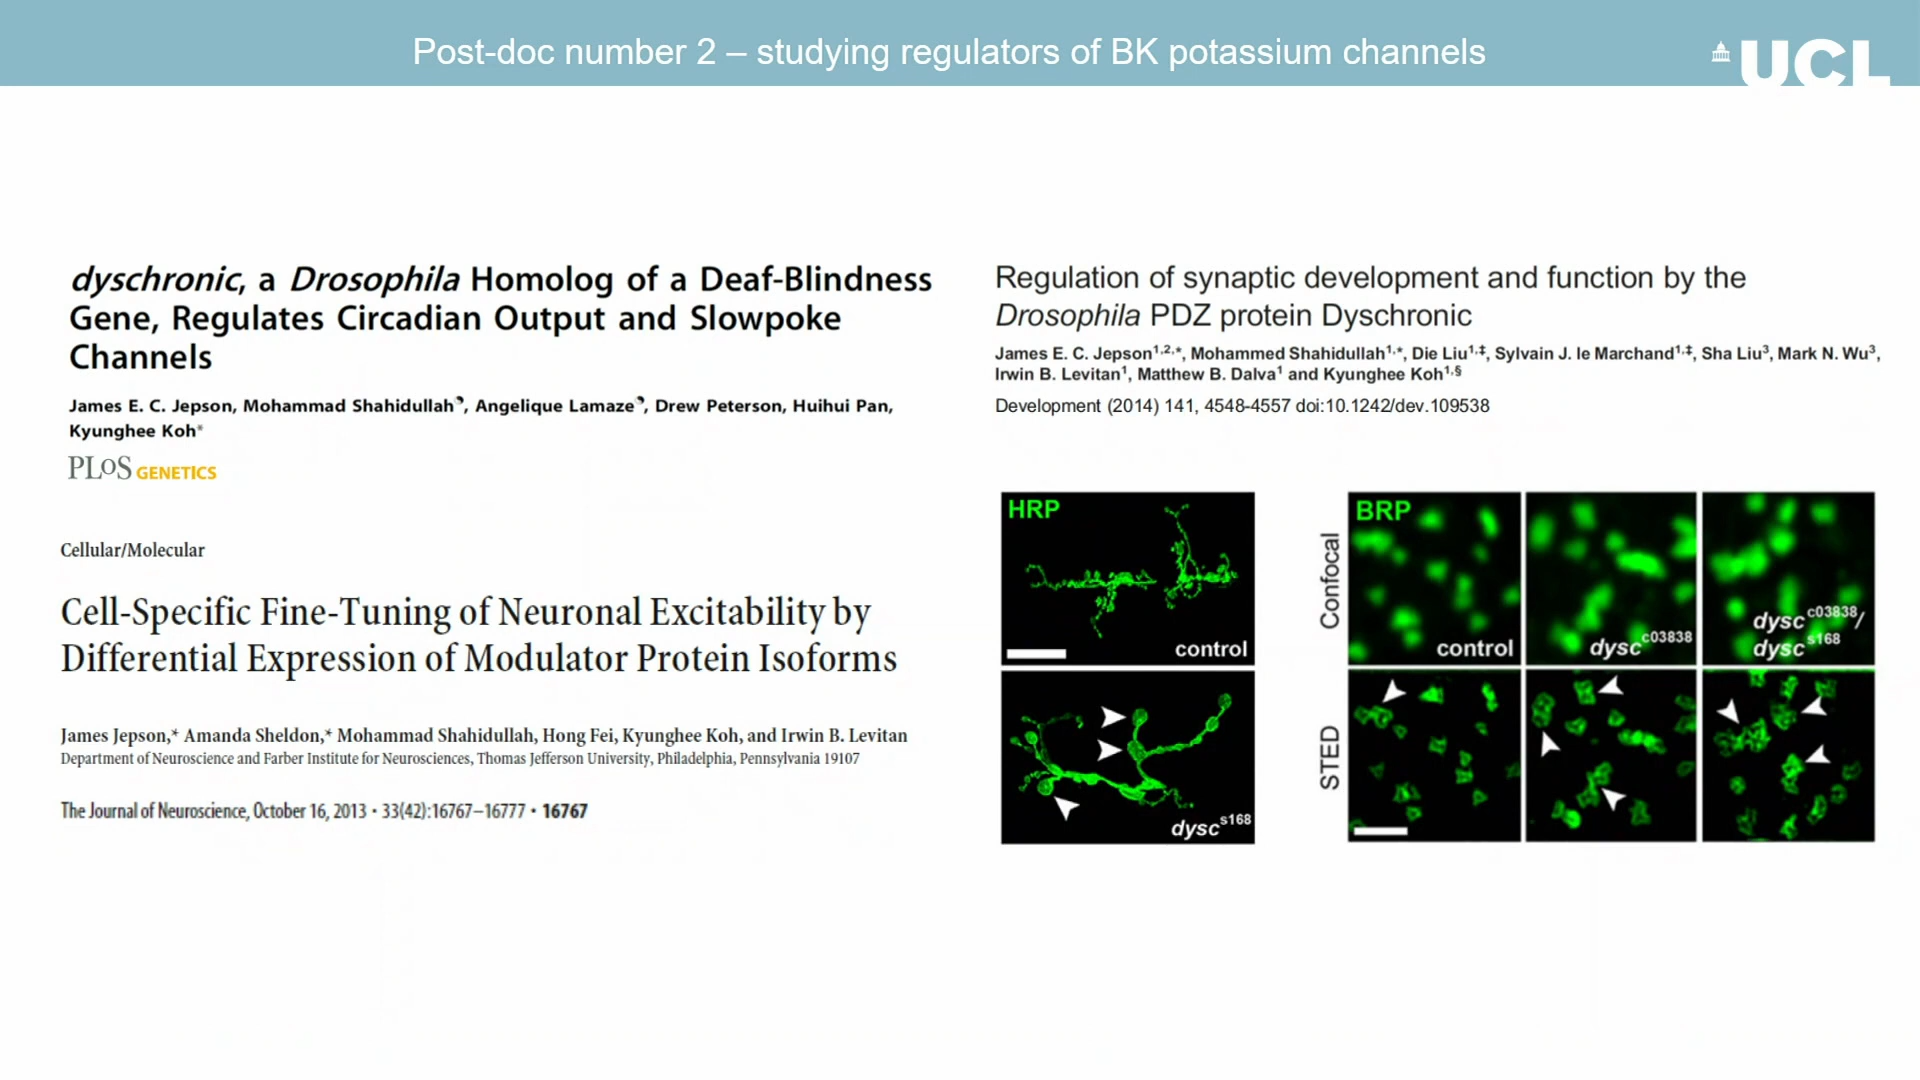 Post-doc number 2 – studying regulators of BK potassium channels
UCL
dyschronic, a Drosophila Homolog of a Deaf-Blindness
Gene, Regulates Circadian Output and Slowpoke
Channels
James E. C. Jepson, Mohammad Shahidullah, Angelique Lamaze, Drew Peterson, Huihui Pan,
Kyunghee Koh*
PLoS GENETICS
Cellular/Molecular
Cell-Specific Fine-Tuning of Neuronal Excitability by
Differential Expression of Modulator Protein Isoforms
James Jepson,* Amanda Sheldon,* Mohammad Shahidullah, Hong Fei, Kyunghee Koh, and Irwin B. Levitan
Department of Neuroscience and Farber Institute for Neurosciences, Thomas Jefferson University, Philadelphia, Pennsylvania 19107
The Journal of Neuroscience, October 16, 2013 • 33(42):16767–16777 • 16767
Regulation of synaptic development and function by the
Drosophila PDZ protein Dyschronic
James E. C. Jepson1,2,*, Mohammed Shahidullah1,*, Die Liu1,‡, Sylvain J. le Marchand1,‡, Sha Liu3, Mark N. Wu3,
Irwin B. Levitan1, Matthew B. Dalva1 and Kyunghee Koh1,§
Development (2014) 141, 4548-4557 doi:10.1242/dev.109538
HRP
control
dysc s168
Confocal
BRP
control
dysc c03838
dysc c03838/
dysc s168
STED